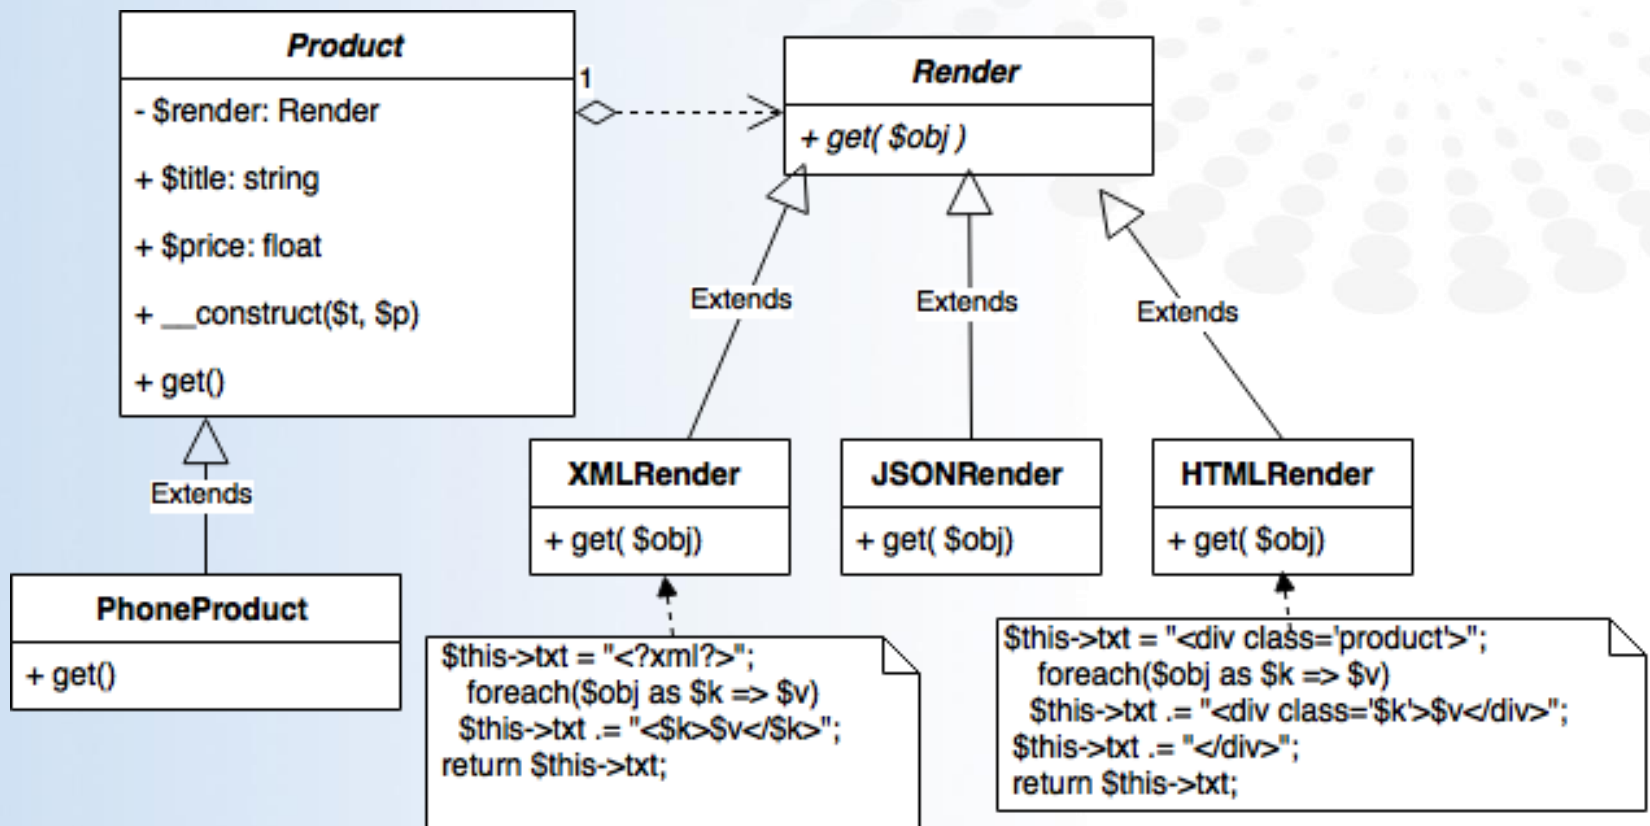 Product
- $render: Render
+ $title: string
+ $price: float
+ __construct($t, $p)
+ get()
1
Render
+ get( $obj )
Extends
Extends
Extends
Extends
PhoneProduct
+ get()
XMLRender
+ get( $obj)
JSONRender
+ get( $obj)
HTMLRender
+ get( $obj)
$this->txt = "<?xml?>";
foreach($obj as $k => $v)
$this->txt .= "<$k>$v</$k>";
return $this->txt;
$this->txt = "<div class='product'>";
foreach($obj as $k => $v)
$this->txt .= "<div class='$k'>$v</div>";
$this->txt .= "</div>";
return $this->txt;